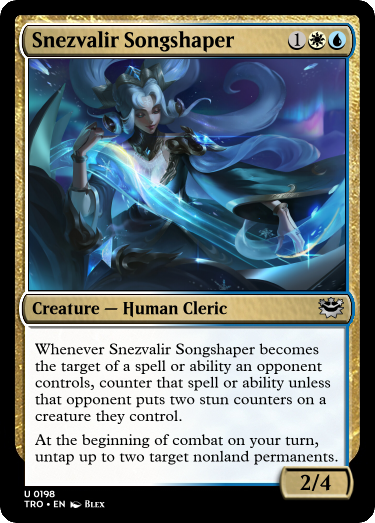 Snezvalir Songshaper 1
Creature — Human Cleric
Whenever Snezvalir Songshaper becomes
the target of a spell or ability an opponent
controls, counter that spell or ability unless
that opponent puts two stun counters on a
creature they control.
At the beginning of combat on your turn,
untap up to two target nonland permanents.
2/4
U 0198
TRO • EN Blex